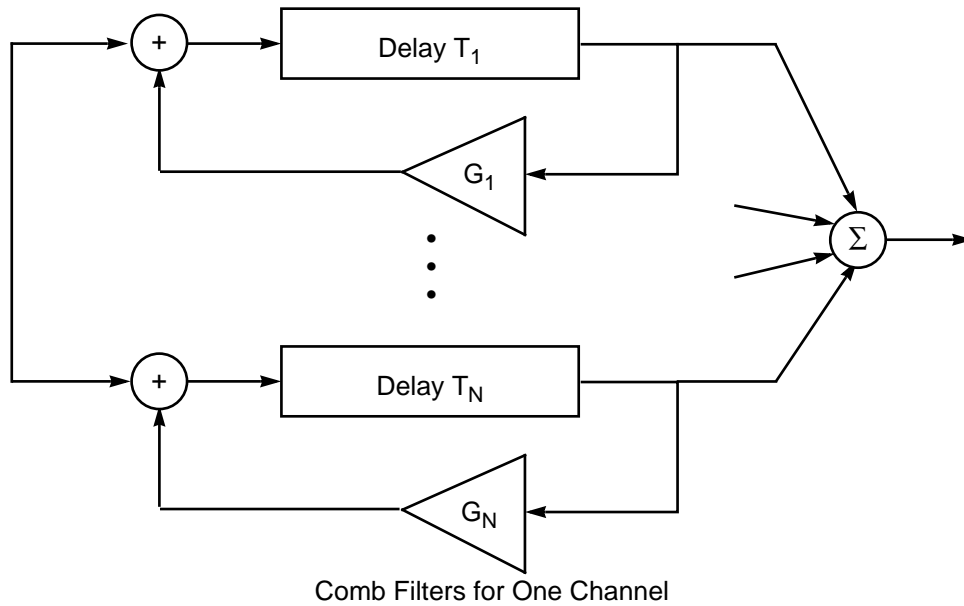 +
Delay T1
G1
Σ
+
Delay TN
GN
Comb Filters for One Channel